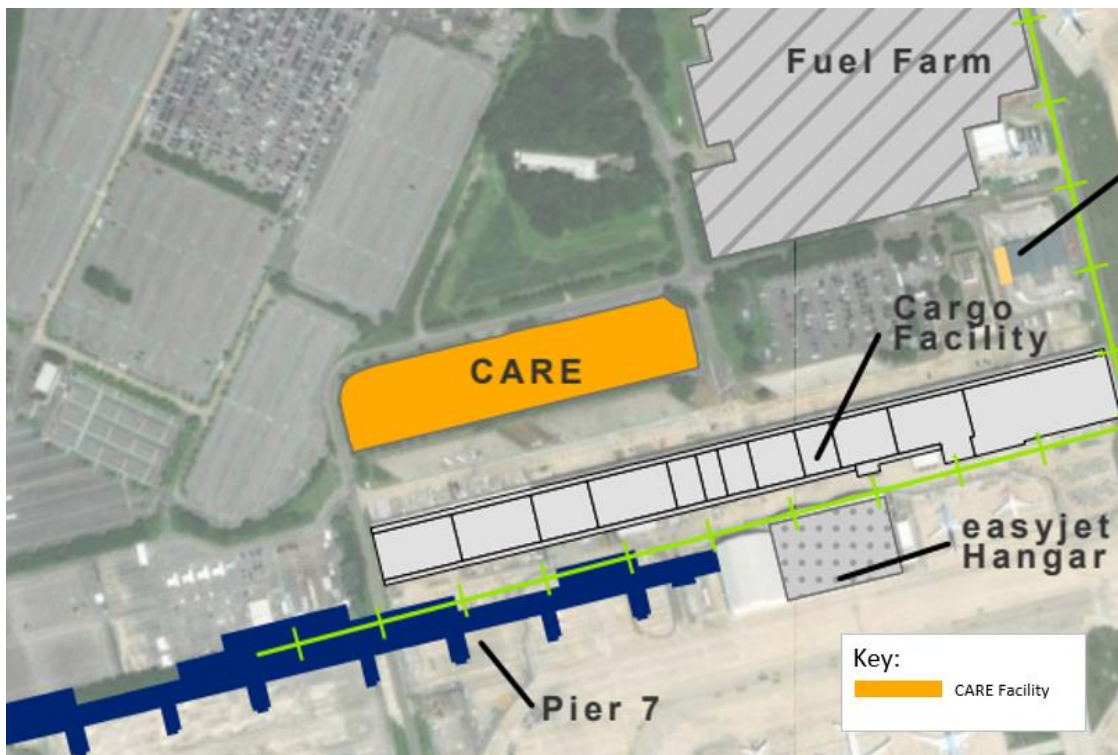 Fuel Farm
Cargo
Facility
CARE
easyjet
Hangar
Pier 7
Key:
CARE Facility